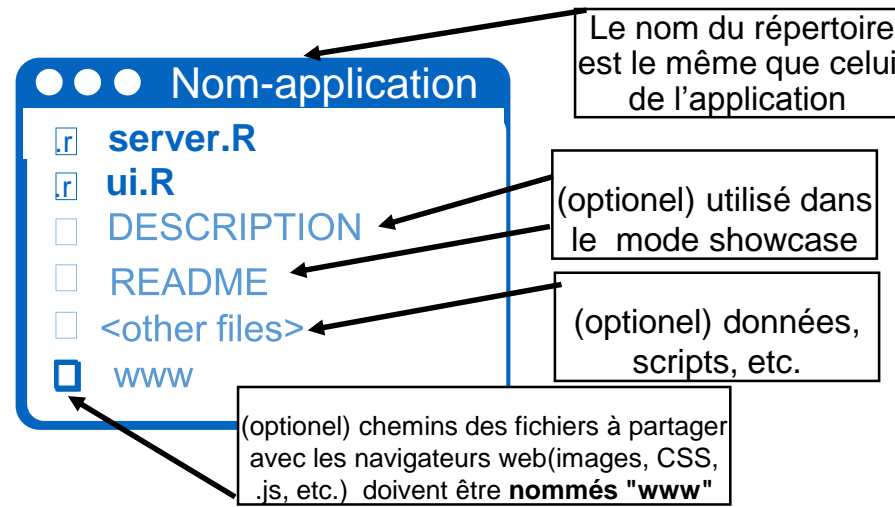 Le nom du répertoire
est le même que celui
de l’application
Nom-application
.r server.R
.r ui.R
DESCRIPTION
README
<other files>
www
(optionel) utilisé dans
le mode showcase
(optionel) données,
scripts, etc.
(optionel) chemins des fichiers à partager
avec les navigateurs web(images, CSS,
.js, etc.) doivent être nommés "www"